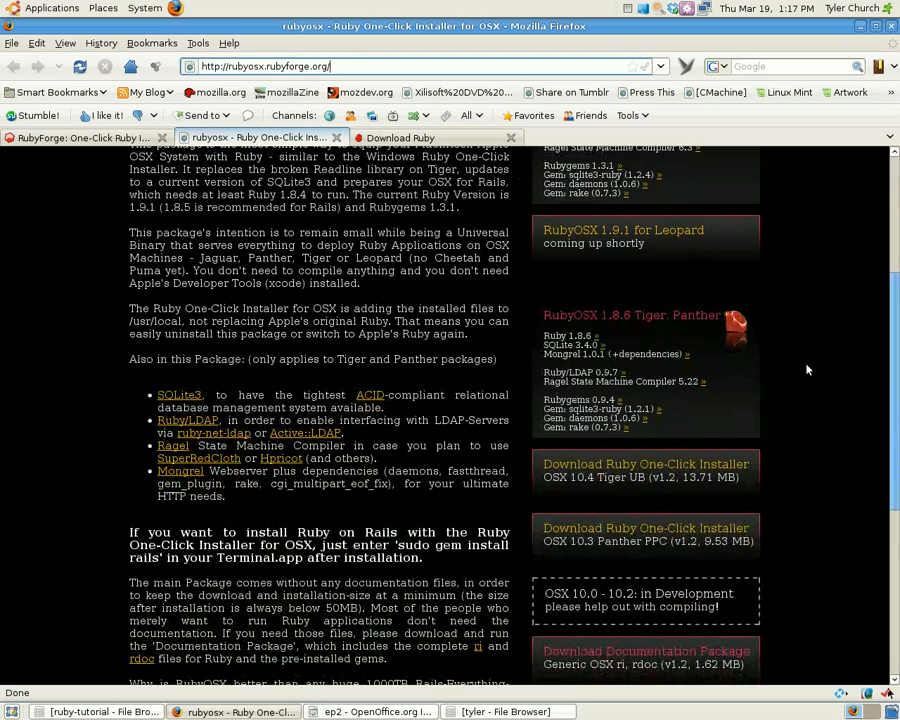 Applications Places System
Thu Mar 19, 1:17 PM Tyler Church
rubyosx - Ruby One-Click Installer for OSX - Mozilla Firefox
File Edit View History Bookmarks Tools Help
http://rubyosx.rubyforge.org/
Google
Smart Bookmarks My Blog mozilla.org mozillaZine mozdev.org Xilisoft%20DVD%20... Share on Tumblr Press This [CMachine] Linux Mint Artwork
Stumble! I like it! Send to Channels: All Favorites Friends Tools
RubyForge: One-Click Ruby I... rubyosx - Ruby One-Click Ins... Download Ruby
OSX System with Ruby - similar to the Windows Ruby One-Click
Installer. It replaces the broken Readline library on Tiger, updates
to a current version of SQLite3 and prepares your OSX for Rails,
which needs at least Ruby 1.8.4 to run. The current Ruby Version is
1.9.1 (1.8.5 is recommended for Rails) and Rubygems 1.3.1.
This package's intention is to remain small while being a Universal
Binary that serves everything to deploy Ruby Applications on OSX
Machines - Jaguar, Panther, Tiger or Leopard (no Cheetah and
Puma yet). You don't need to compile anything and you don't need
Apple's Developer Tools (xcode) installed.
The Ruby One-Click Installer for OSX is adding the installed files to
/usr/local, not replacing Apple's original Ruby. That means you can
easily uninstall this package or switch to Apple's Ruby again.
Also in this Package: (only applies to Tiger and Panther packages)
• SQLite3, to have the tightest ACID-compliant relational
database management system available.
• Ruby/LDAP, in order to enable interfacing with LDAP-Servers
via ruby-net-ldap or Active::LDAP.
• Ragel State Machine Compiler in case you plan to use
SuperRedCloth or Hpricot (and others).
• Mongrel Webserver plus dependencies (daemons, fastthread,
gem_plugin, rake, cgi_multipart_eof_fix), for your ultimate
HTTP needs.
If you want to install Ruby on Rails with the Ruby
One-Click Installer for OSX, just enter 'sudo gem install
rails' in your Terminal.app after installation.
The main Package comes without any documentation files, in order
to keep the download and installation-size at a minimum (the size
after installation is always below 50MB). Most of the people who
merely want to run Ruby applications don't need the
documentation. If you need those files, please download and run
the 'Documentation Package', which includes the complete ri and
rdoc files for Ruby and the pre-installed gems.
Why is RubyOSX better than any huge 1000TB Rails-Everything-
Ragel State Machine Compiler 6.3 »
Rubygems 1.3.1 »
Gem: sqlite3-ruby (1.2.4) »
Gem: daemons (1.0.6) »
Gem: rake (0.7.3) »
RubyOSX 1.9.1 for Leopard
coming up shortly
RubyOSX 1.8.6 Tiger, Panther
Ruby 1.8.6 »
SQLite 3.4.0 »
Mongrel 1.0.1 (+dependencies) »
Ruby/LDAP 0.9.7 »
Ragel State Machine Compiler 5.22 »
Rubygems 0.9.4 »
Gem: sqlite3-ruby (1.2.1) »
Gem: daemons (1.0.6) »
Gem: rake (0.7.3) »
Download Ruby One-Click Installer
OSX 10.4 Tiger UB (v1.2, 13.71 MB)
Download Ruby One-Click Installer
OSX 10.3 Panther PPC (v1.2, 9.53 MB)
OSX 10.0 - 10.2: in Development
please help out with compiling!
Download Documentation Package
Generic OSX ri, rdoc (v1.2, 1.62 MB)
Done
[ruby-tutorial - File Bro... rubyosx - Ruby One-Cl... ep2 - OpenOffice.org I... [tyler - File Browser]